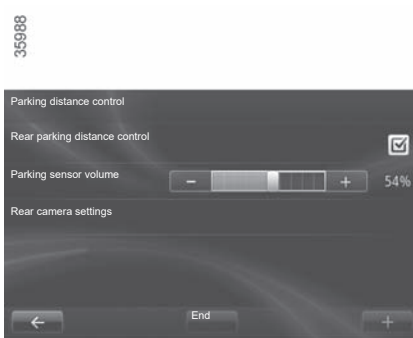 35988
Parking distance control
Rear parking distance control
Parking sensor volume
− + 54%
Rear camera settings
End
+